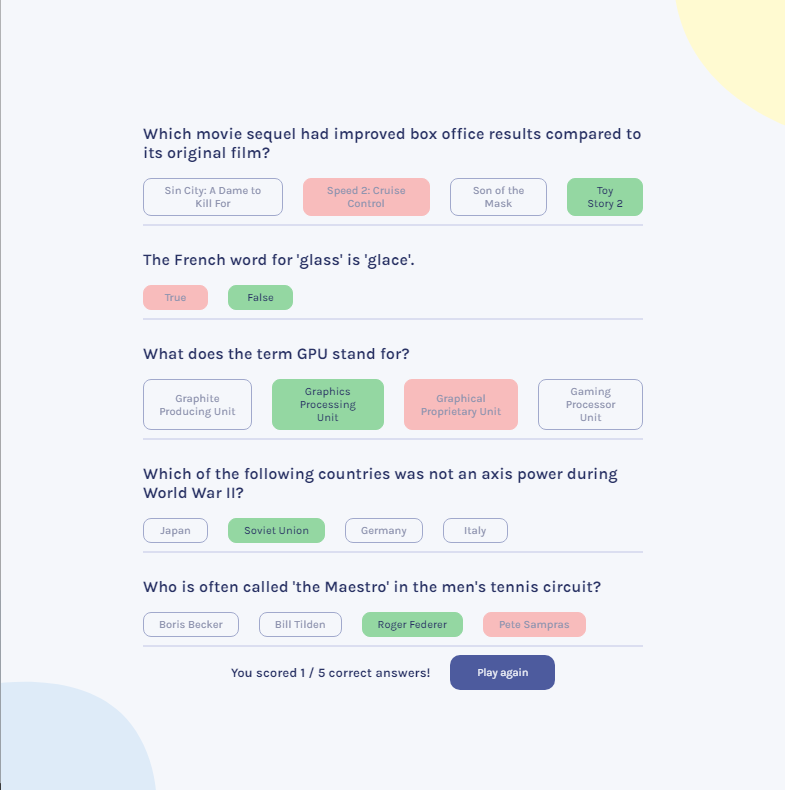 Which movie sequel had improved box office results compared to
its original film?
Sin City: A Dame to
Kill For
Speed 2: Cruise
Control
Son of the
Mask
Toy
Story 2
The French word for 'glass' is 'glace'.
True
False
What does the term GPU stand for?
Graphite
Producing Unit
Graphics
Processing
Unit
Graphical
Proprietary Unit
Gaming
Processor
Unit
Which of the following countries was not an axis power during
World War II?
Japan
Soviet Union
Germany
Italy
Who is often called 'the Maestro' in the men's tennis circuit?
Boris Becker
Bill Tilden
Roger Federer
Pete Sampras
You scored 1 / 5 correct answers!
Play again